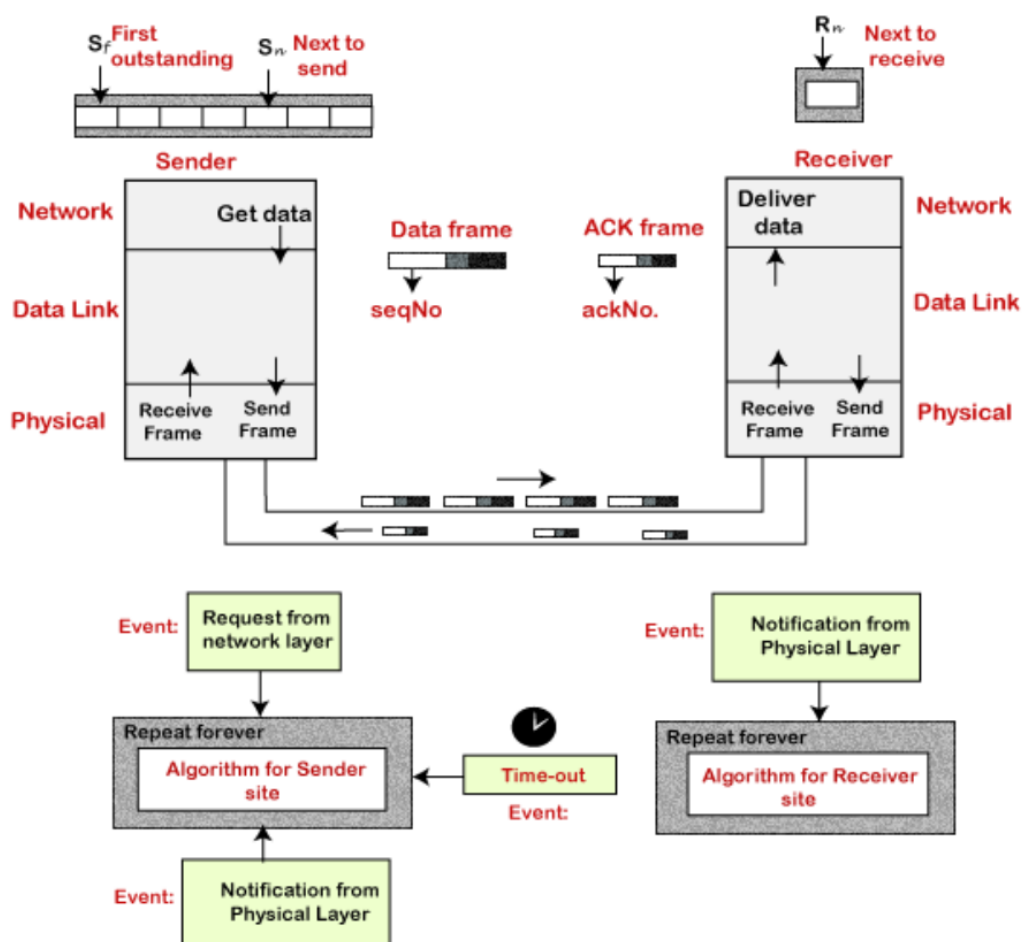 S𝒻 First
outstanding
Sₙ Next to
send
Rₙ Next to
receive
Sender
Receiver
Network
Get data
Data frame
ACK frame
Deliver
data
Network
Data Link
seqNo
ackNo.
Data Link
Physical
Receive
Frame
Send
Frame
Receive
Frame
Send
Frame
Physical
Event:
Request from
network layer
Event:
Notification from
Physical Layer
Repeat forever
Algorithm for Sender
site
Time-out
Event:
Repeat forever
Algorithm for Receiver
site
Event:
Notification from
Physical Layer